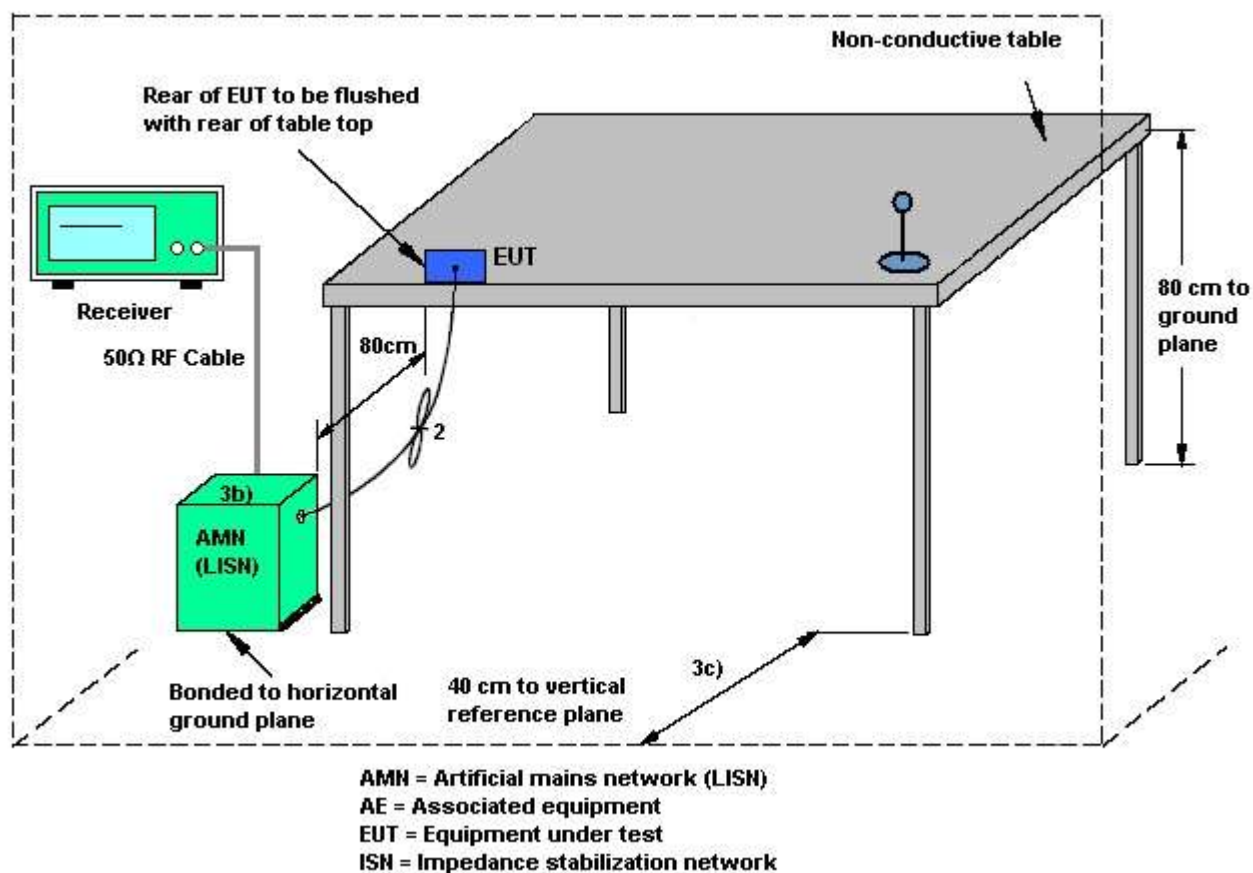 Non-conductive table
Rear of EUT to be flushed
with rear of table top
EUT
Receiver
80cm
80 cm to
ground
plane
50Ω RF Cable
2
3b)
AMN
(LISN)
3c)
Bonded to horizontal
ground plane
40 cm to vertical
reference plane
AMN = Artificial mains network (LISN)
AE = Associated equipment
EUT = Equipment under test
ISN = Impedance stabilization network